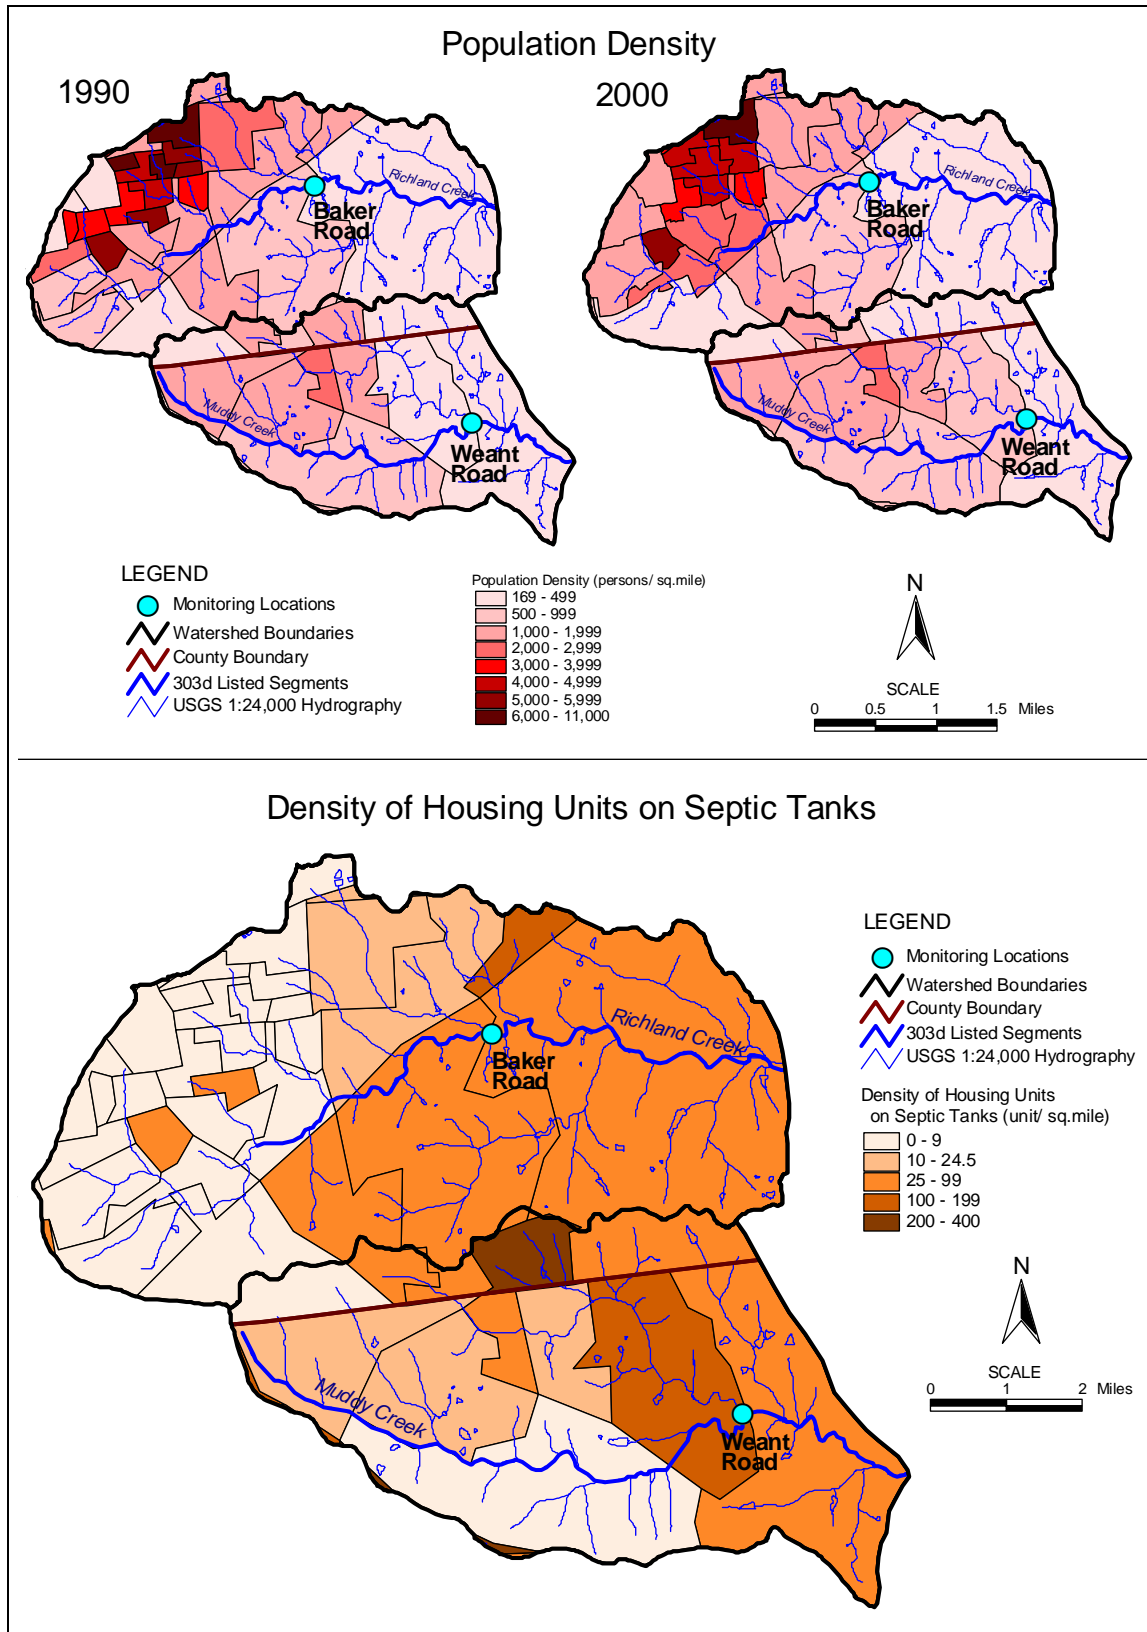 Population Density
1990
2000
Richland Creek
Baker
Road
Muddy Creek
Weant
Road
Richland Creek
Baker
Road
Muddy Creek
Weant
Road
LEGEND
Monitoring Locations
Watershed Boundaries
County Boundary
303d Listed Segments
USGS 1:24,000 Hydrography
Population Density (persons/ sq.mile)
169 - 499
500 - 999
1,000 - 1,999
2,000 - 2,999
3,000 - 3,999
4,000 - 4,999
5,000 - 5,999
6,000 - 11,000
N
SCALE
0 0.5 1 1.5 Miles
Density of Housing Units on Septic Tanks
Richland Creek
Baker
Road
Muddy Creek
Weant
Road
LEGEND
Monitoring Locations
Watershed Boundaries
County Boundary
303d Listed Segments
USGS 1:24,000 Hydrography
Density of Housing Units
on Septic Tanks (unit/ sq.mile)
0 - 9
10 - 24.5
25 - 99
100 - 199
200 - 400
N
SCALE
0 1 2 Miles